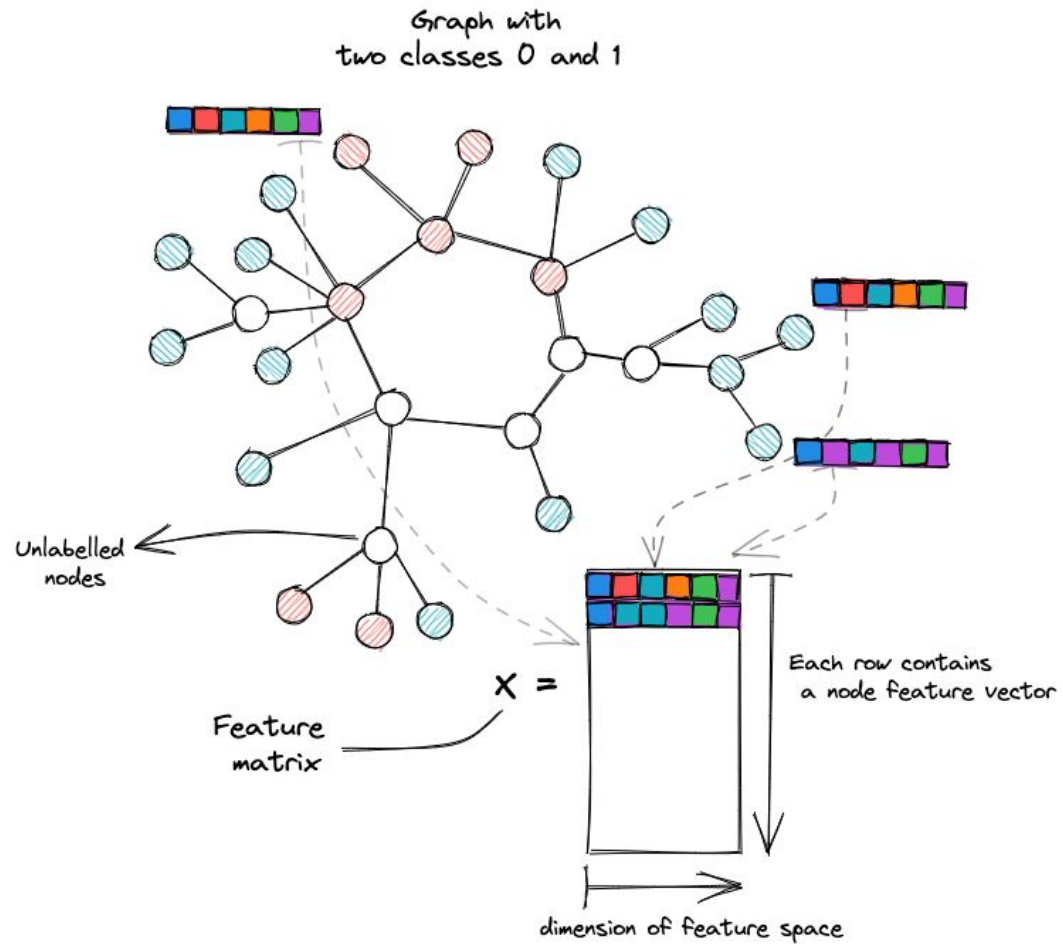 Graph with
two classes 0 and 1
Unlabelled
nodes
X =
Each row contains
a node feature vector
Feature
matrix
dimension of feature space